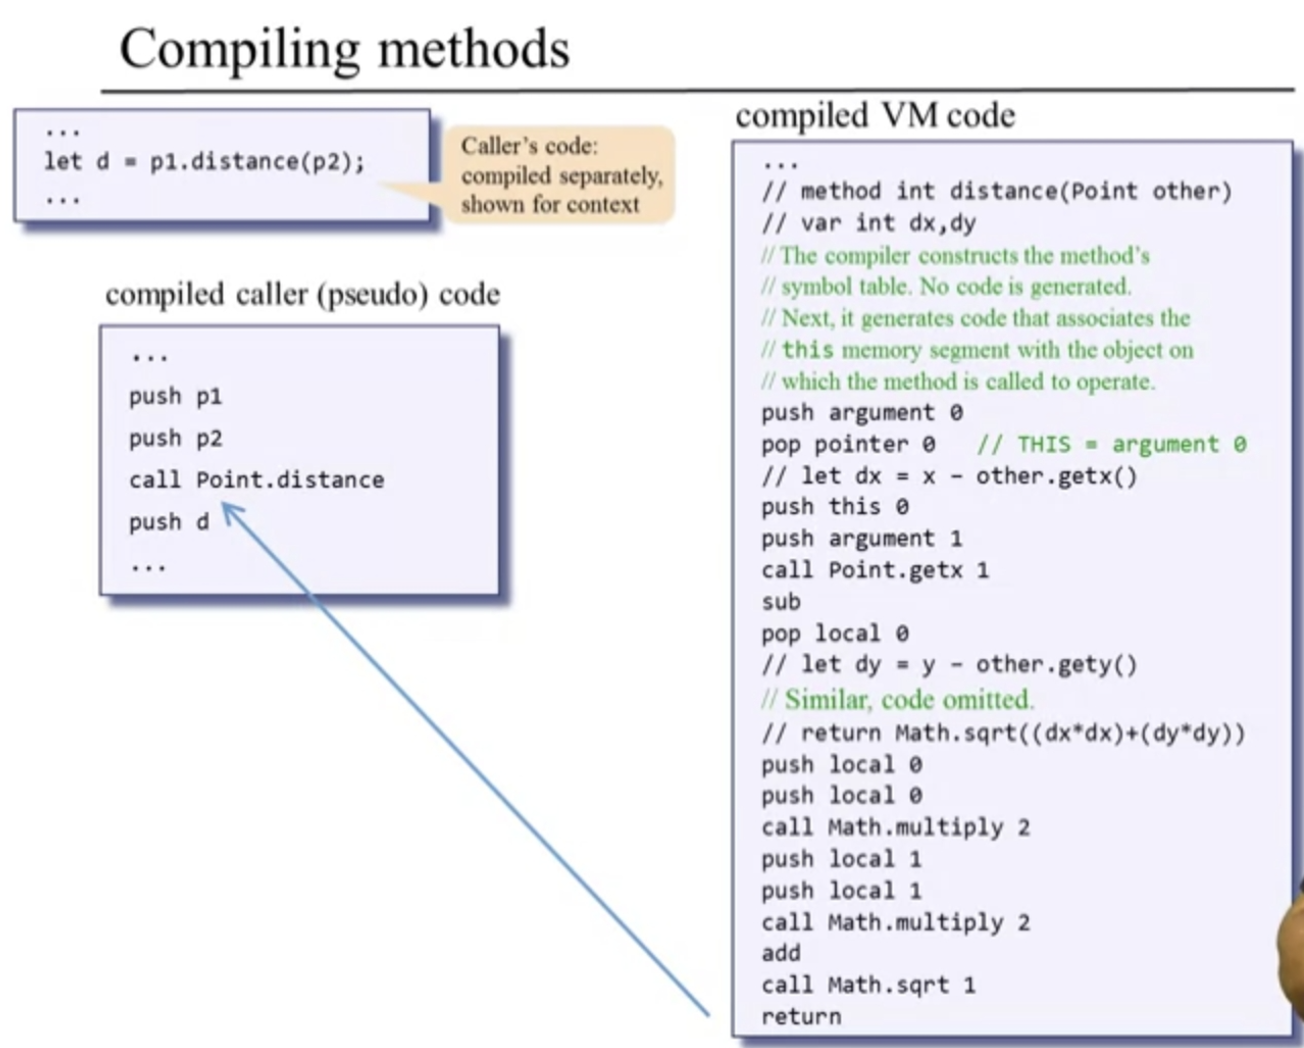 Compiling methods
...
let d = p1.distance(p2);
...
Caller's code:
compiled separately,
shown for context
compiled caller (pseudo) code
...
push p1
push p2
call Point.distance
push d
...
compiled VM code
...
// method int distance(Point other)
// var int dx,dy
// The compiler constructs the method's
// symbol table. No code is generated.
// Next, it generates code that associates the
// this memory segment with the object on
// which the method is called to operate.
push argument 0
pop pointer 0 // THIS = argument 0
// let dx = x - other.getx()
push this 0
push argument 1
call Point.getx 1
sub
pop local 0
// let dy = y - other.gety()
// Similar, code omitted.
// return Math.sqrt((dx*dx)+(dy*dy))
push local 0
push local 0
call Math.multiply 2
push local 1
push local 1
call Math.multiply 2
add
call Math.sqrt 1
return